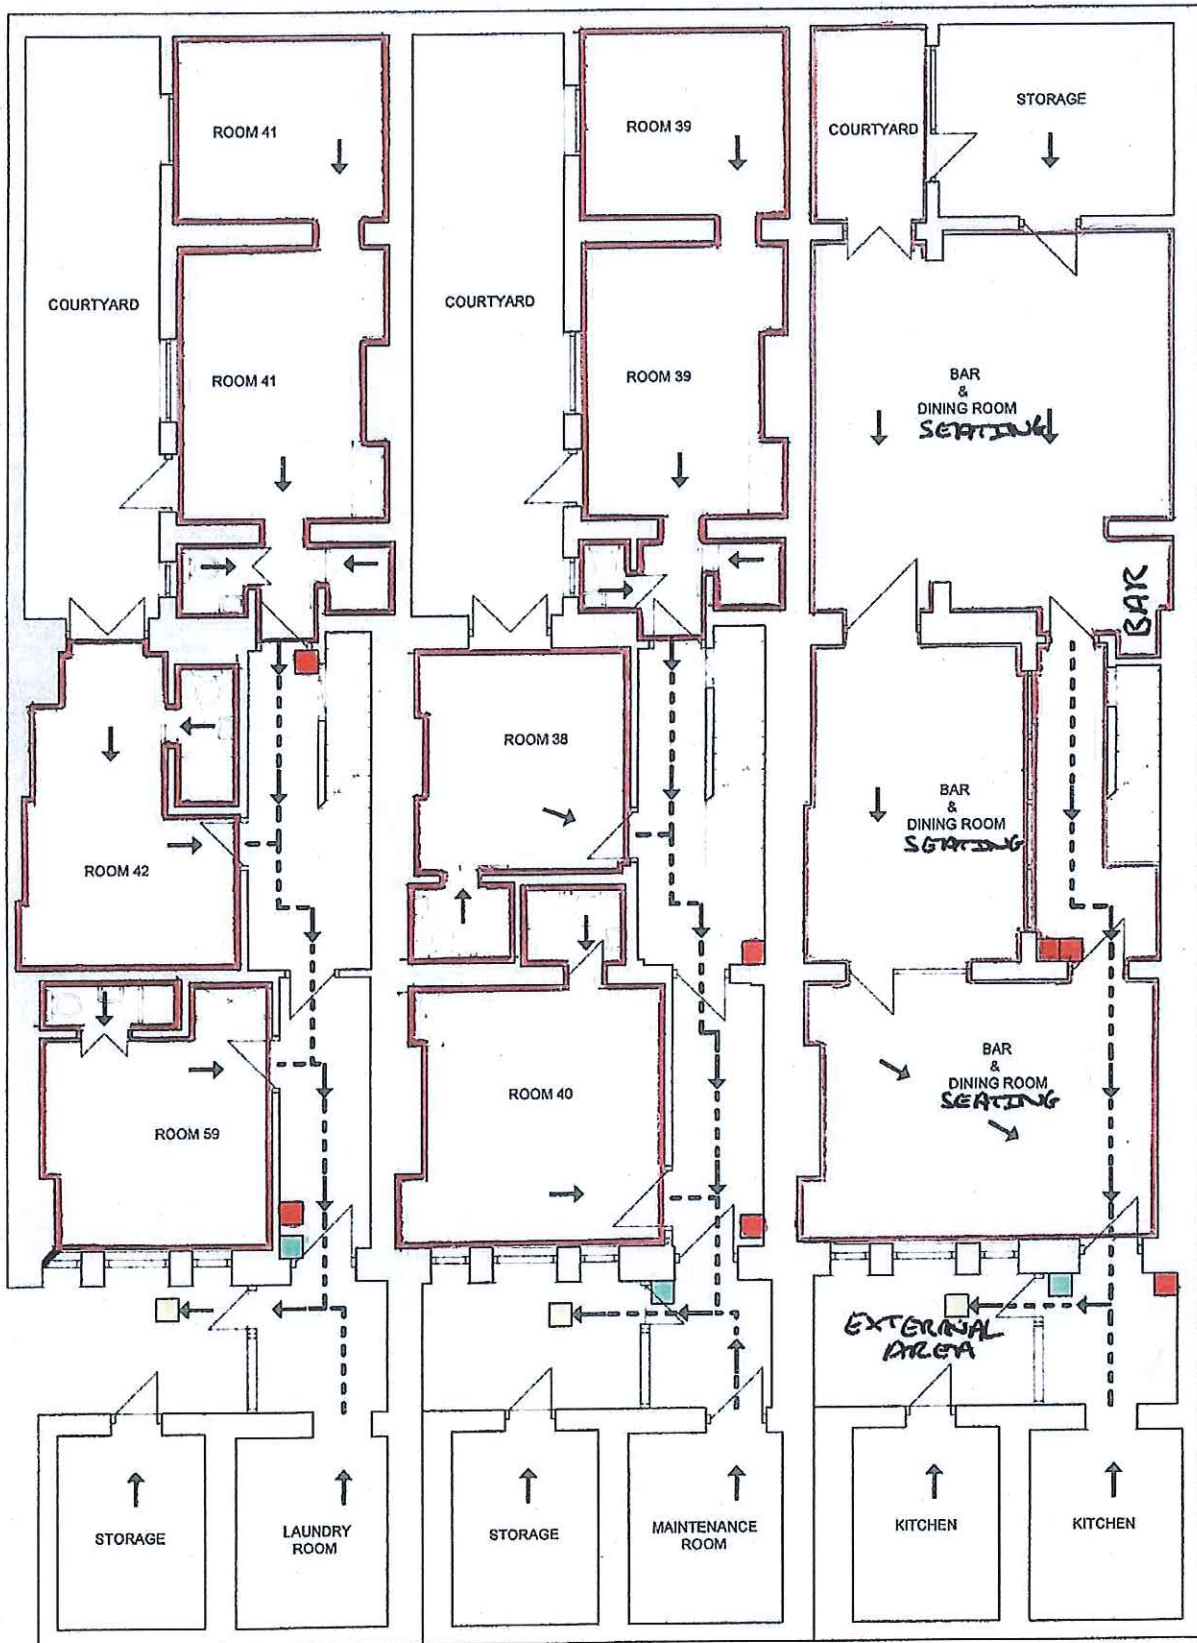 ROOM 41
ROOM 39
COURTYARD
STORAGE
COURTYARD
COURTYARD
ROOM 41
ROOM 39
BAR
&
DINING ROOM
SEATING
BAR
ROOM 38
BAR
&
DINING ROOM
SEATING
ROOM 42
ROOM 59
ROOM 40
BAR
&
DINING ROOM
SEATING
EXTERNAL
AREA
STORAGE
LAUNDRY
ROOM
STORAGE
MAINTENANCE
ROOM
KITCHEN
KITCHEN